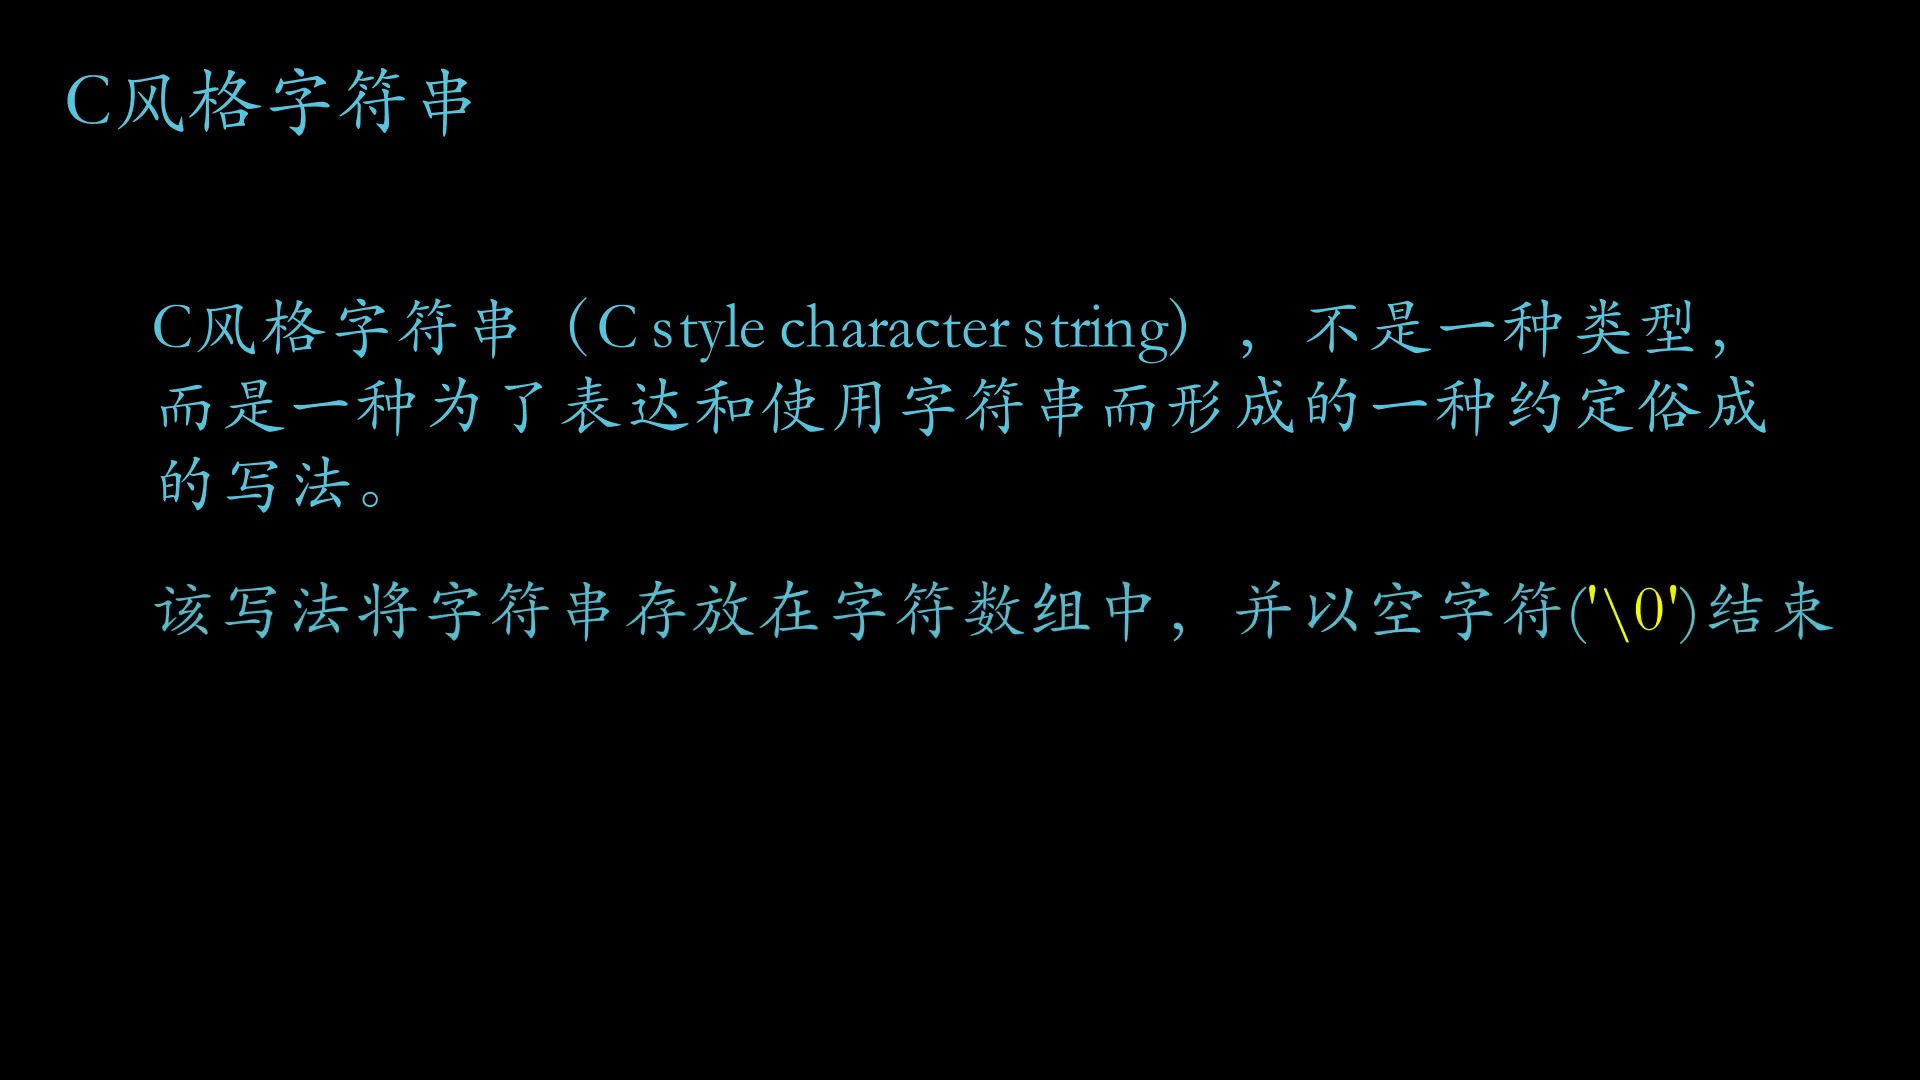 C风格字符串
C风格字符串（C style character string），不是一种类型，
而是一种为了表达和使用字符串而形成的一种约定俗成
的写法。
该写法将字符串存放在字符数组中，并以空字符('\0')结束